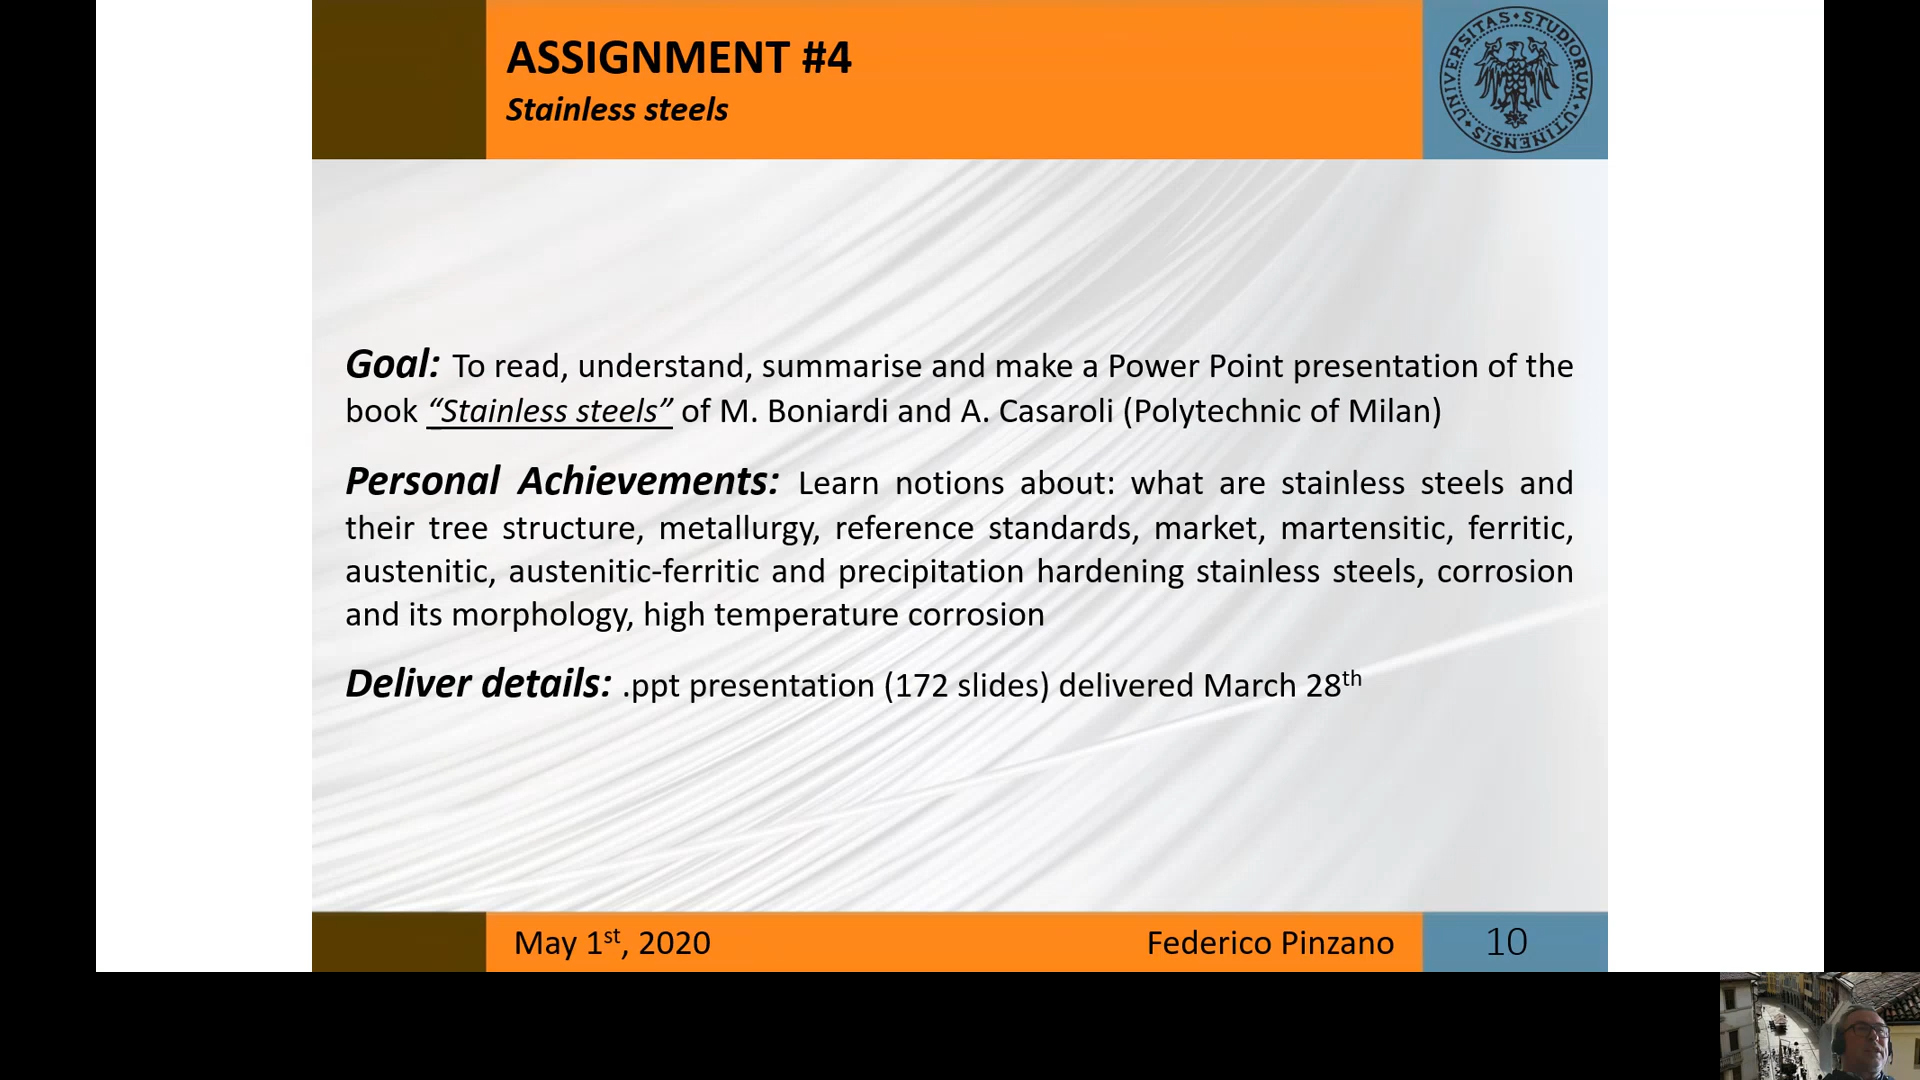 ASSIGNMENT #4
Stainless steels
UNIVERSITAS · STUDIORUM · UTINENSIS ·
Goal: To read, understand, summarise and make a Power Point presentation of the
book “Stainless steels” of M. Boniardi and A. Casaroli (Polytechnic of Milan)
Personal Achievements: Learn notions about: what are stainless steels and
their tree structure, metallurgy, reference standards, market, martensitic, ferritic,
austenitic, austenitic-ferritic and precipitation hardening stainless steels, corrosion
and its morphology, high temperature corrosion
Deliver details: .ppt presentation (172 slides) delivered March 28th
May 1st, 2020
Federico Pinzano
10